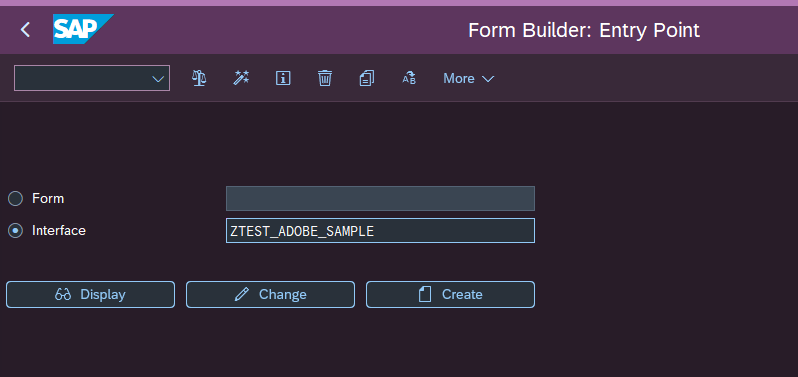 SAP Form Builder: Entry Point
More
Form
Interface ZTEST_ADOBE_SAMPLE
Display Change Create